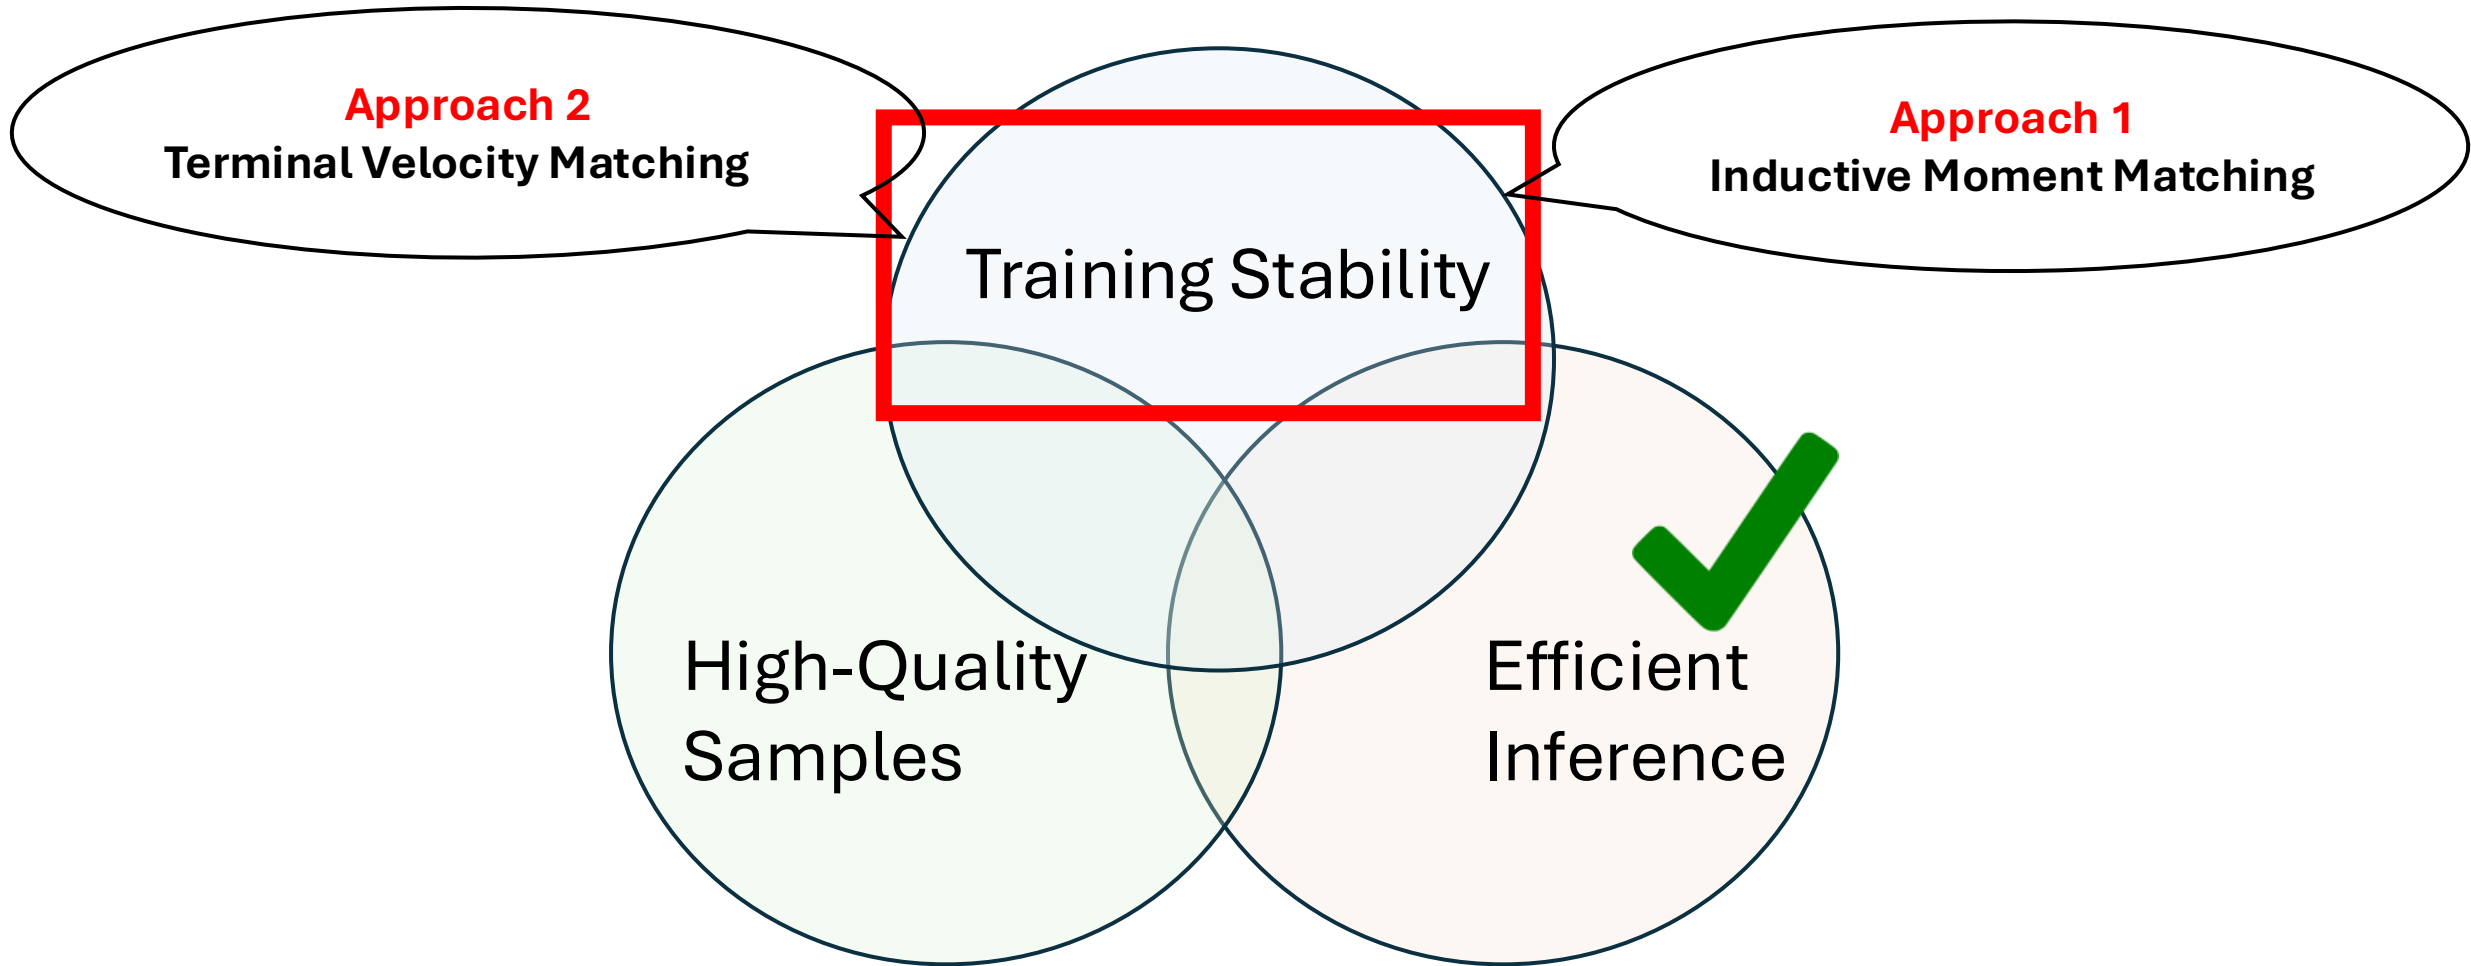 Approach 2
Terminal Velocity Matching
Approach 1
Inductive Moment Matching
Training Stability
High-Quality
Samples
Efficient
Inference